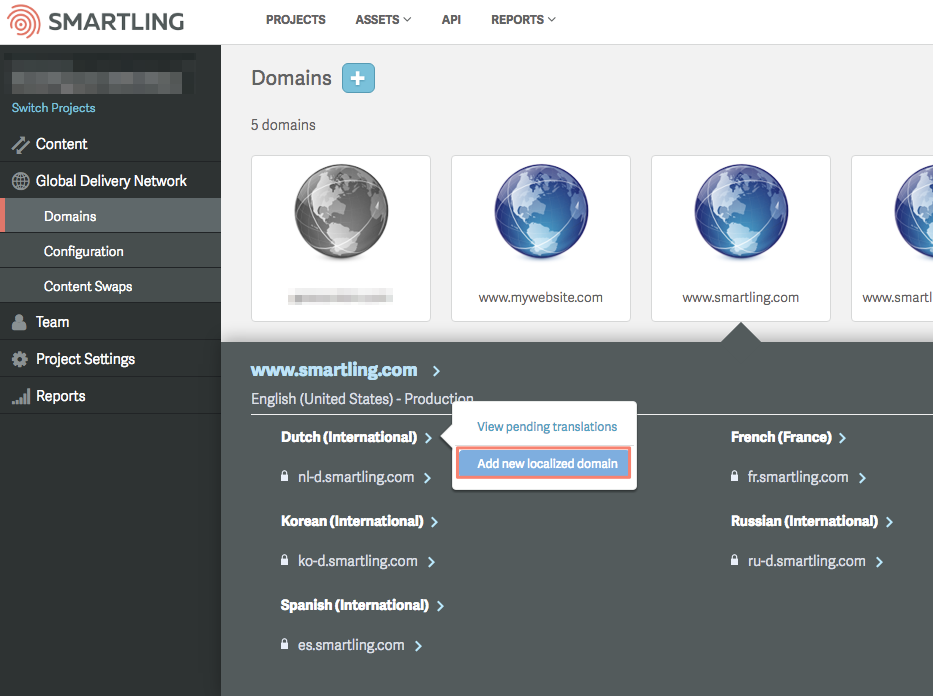 SMARTLING
PROJECTS ASSETS API REPORTS
Switch Projects
Content
Global Delivery Network
Domains
Configuration
Content Swaps
Team
Project Settings
Reports
Domains +
5 domains
www.mywebsite.com
www.smartling.com
www.smartl
www.smartling.com
English (United States) - Production
Dutch (International)
nl-d.smartling.com
View pending translations
Add new localized domain
French (France)
fr.smartling.com
Korean (International)
ko-d.smartling.com
Russian (International)
ru-d.smartling.com
Spanish (International)
es.smartling.com